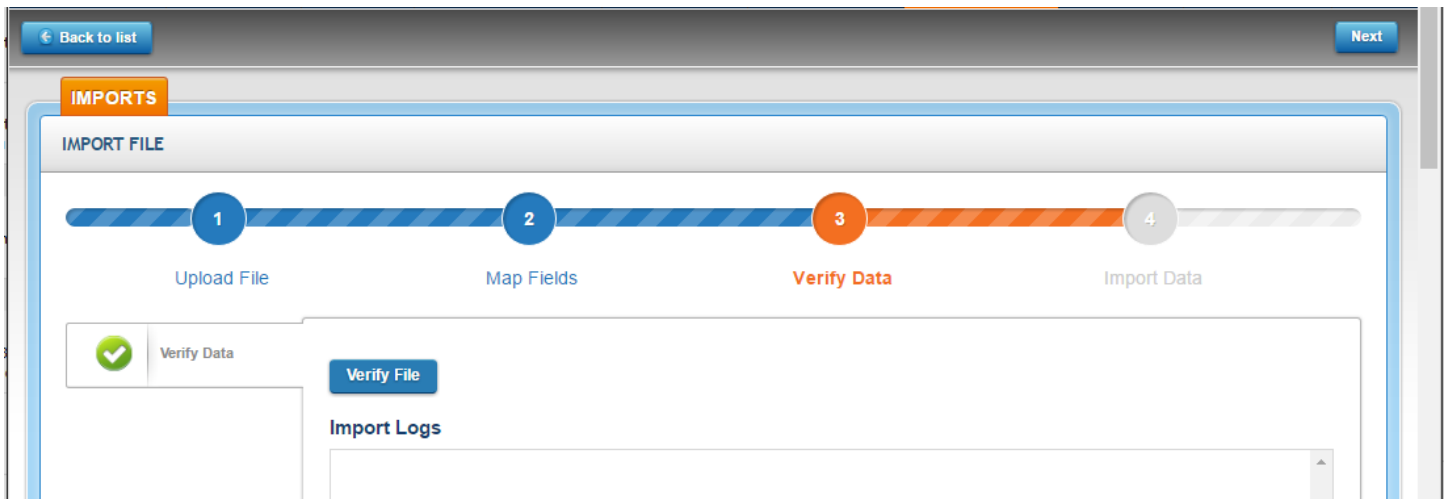 Back to list
Next
IMPORTS
IMPORT FILE
1
2
3
4
Upload File
Map Fields
Verify Data
Import Data
Verify Data
Verify File
Import Logs